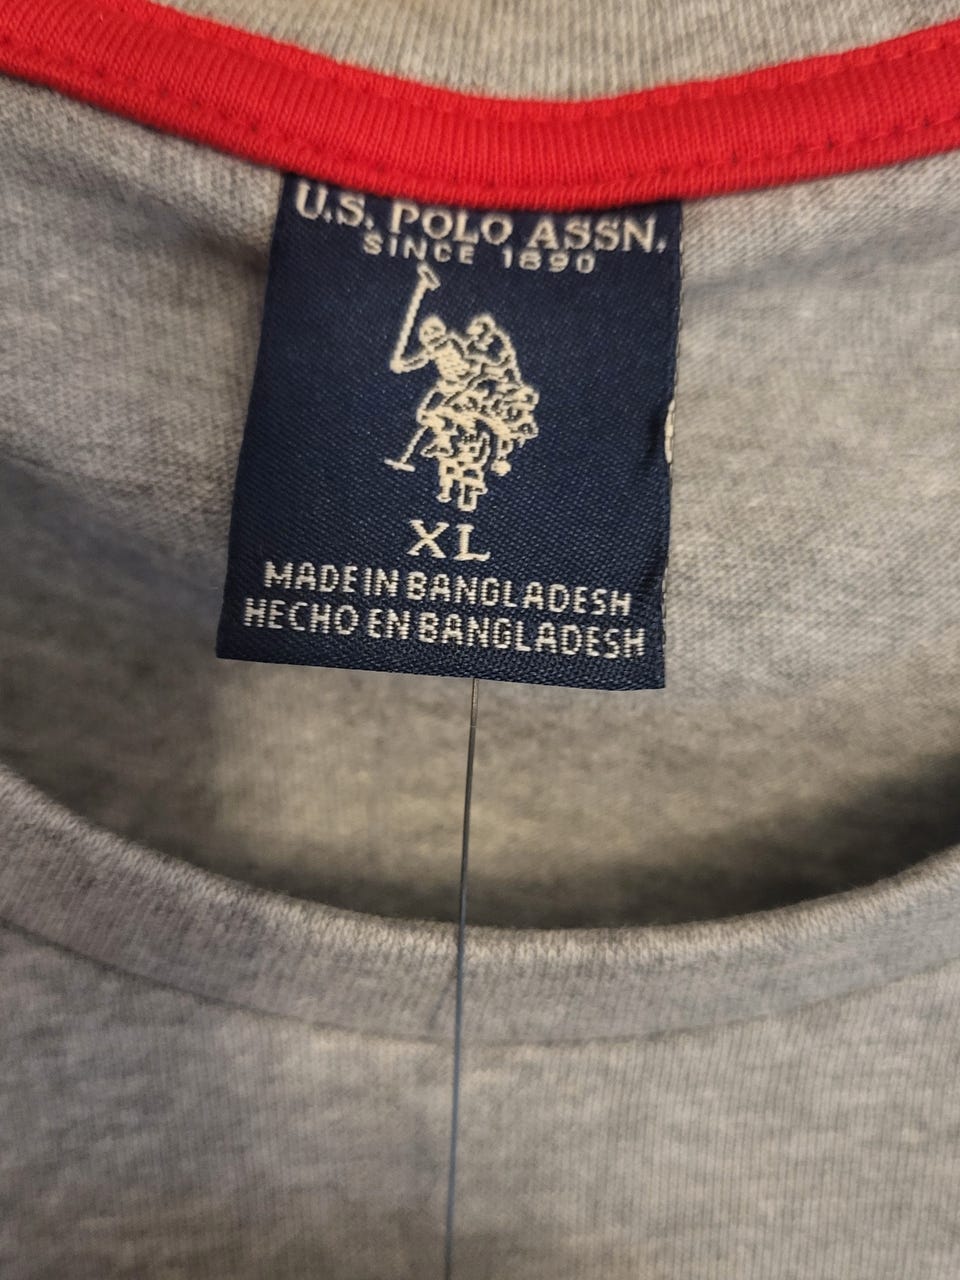 U.S. POLO ASSN.
SINCE 1890
XL
MADE IN BANGLADESH
HECHO EN BANGLADESH